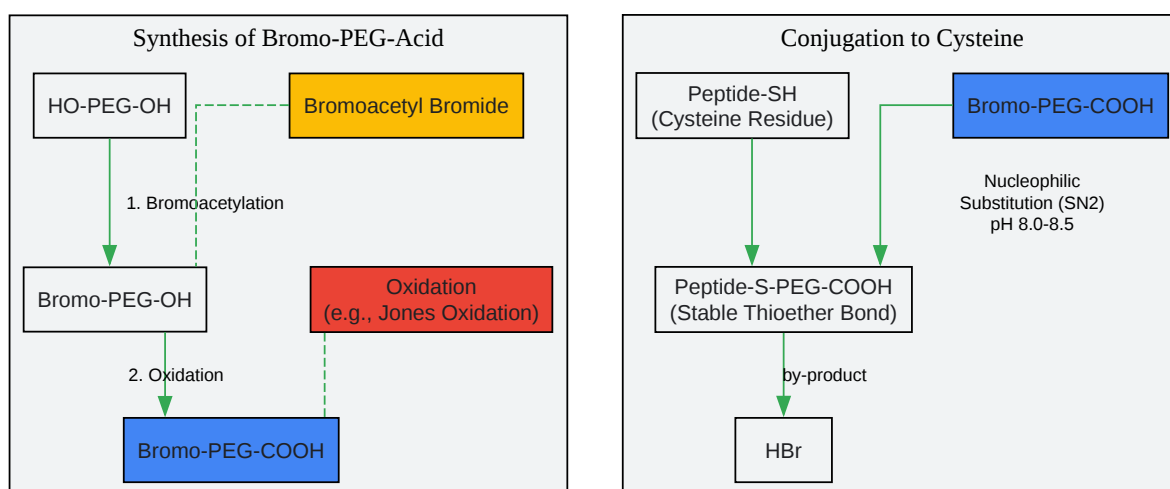 Synthesis of Bromo-PEG-Acid
HO-PEG-OH
Bromoacetyl Bromide
1. Bromoacetylation
Bromo-PEG-OH
Oxidation
(e.g., Jones Oxidation)
2. Oxidation
Bromo-PEG-COOH
Conjugation to Cysteine
Peptide-SH
(Cysteine Residue)
Bromo-PEG-COOH
Nucleophilic
Substitution (SN2)
pH 8.0-8.5
Peptide-S-PEG-COOH
(Stable Thioether Bond)
by-product
HBr